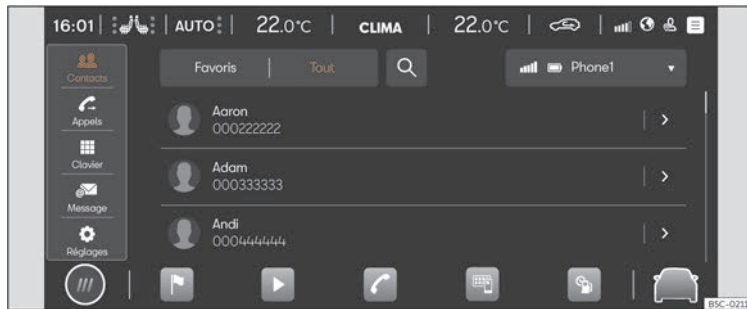 16:01 AUTO 22.0°C CLIMA 22.0°C
Contacts
Appels
Clavier
Message
Réglages
Favoris Tout
Phone1
Aaron
000222222
Adam
000333333
Andi
000444444
BSC-0211